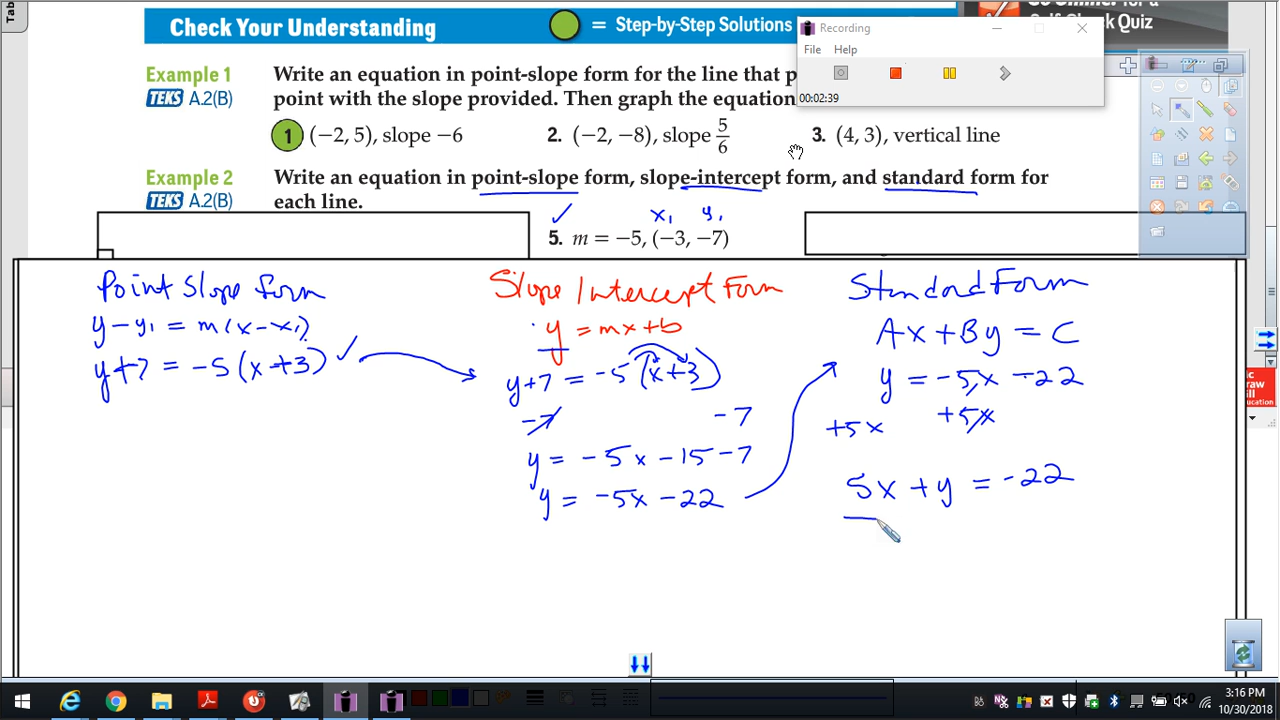 Tab
Check Your Understanding
= Step-by-Step Solutions
Self-Check Quiz
Recording
File Help
00:02:39
Example 1
TEKS A.2(B)
Write an equation in point-slope form for the line that p
point with the slope provided. Then graph the equation
1 (−2, 5), slope −6
2. (−2, −8), slope 5/6
3. (4, 3), vertical line
Example 2
TEKS A.2(B)
Write an equation in point-slope form, slope-intercept form, and standard form for
each line.
✓ x₁ y₁
5. m = −5, (−3, −7)
Point Slope form
y − y₁ = m(x − x₁)
y + 7 = −5(x + 3) ✓
Slope Intercept Form
y = mx + b
y + 7 = −5(x + 3)
−7 −7
y = −5x − 15 − 7
y = −5x − 22
Standard Form
Ax + By = C
y = −5x − 22
+5x +5x
5x + y = −22
Education
3:16 PM
10/30/2018